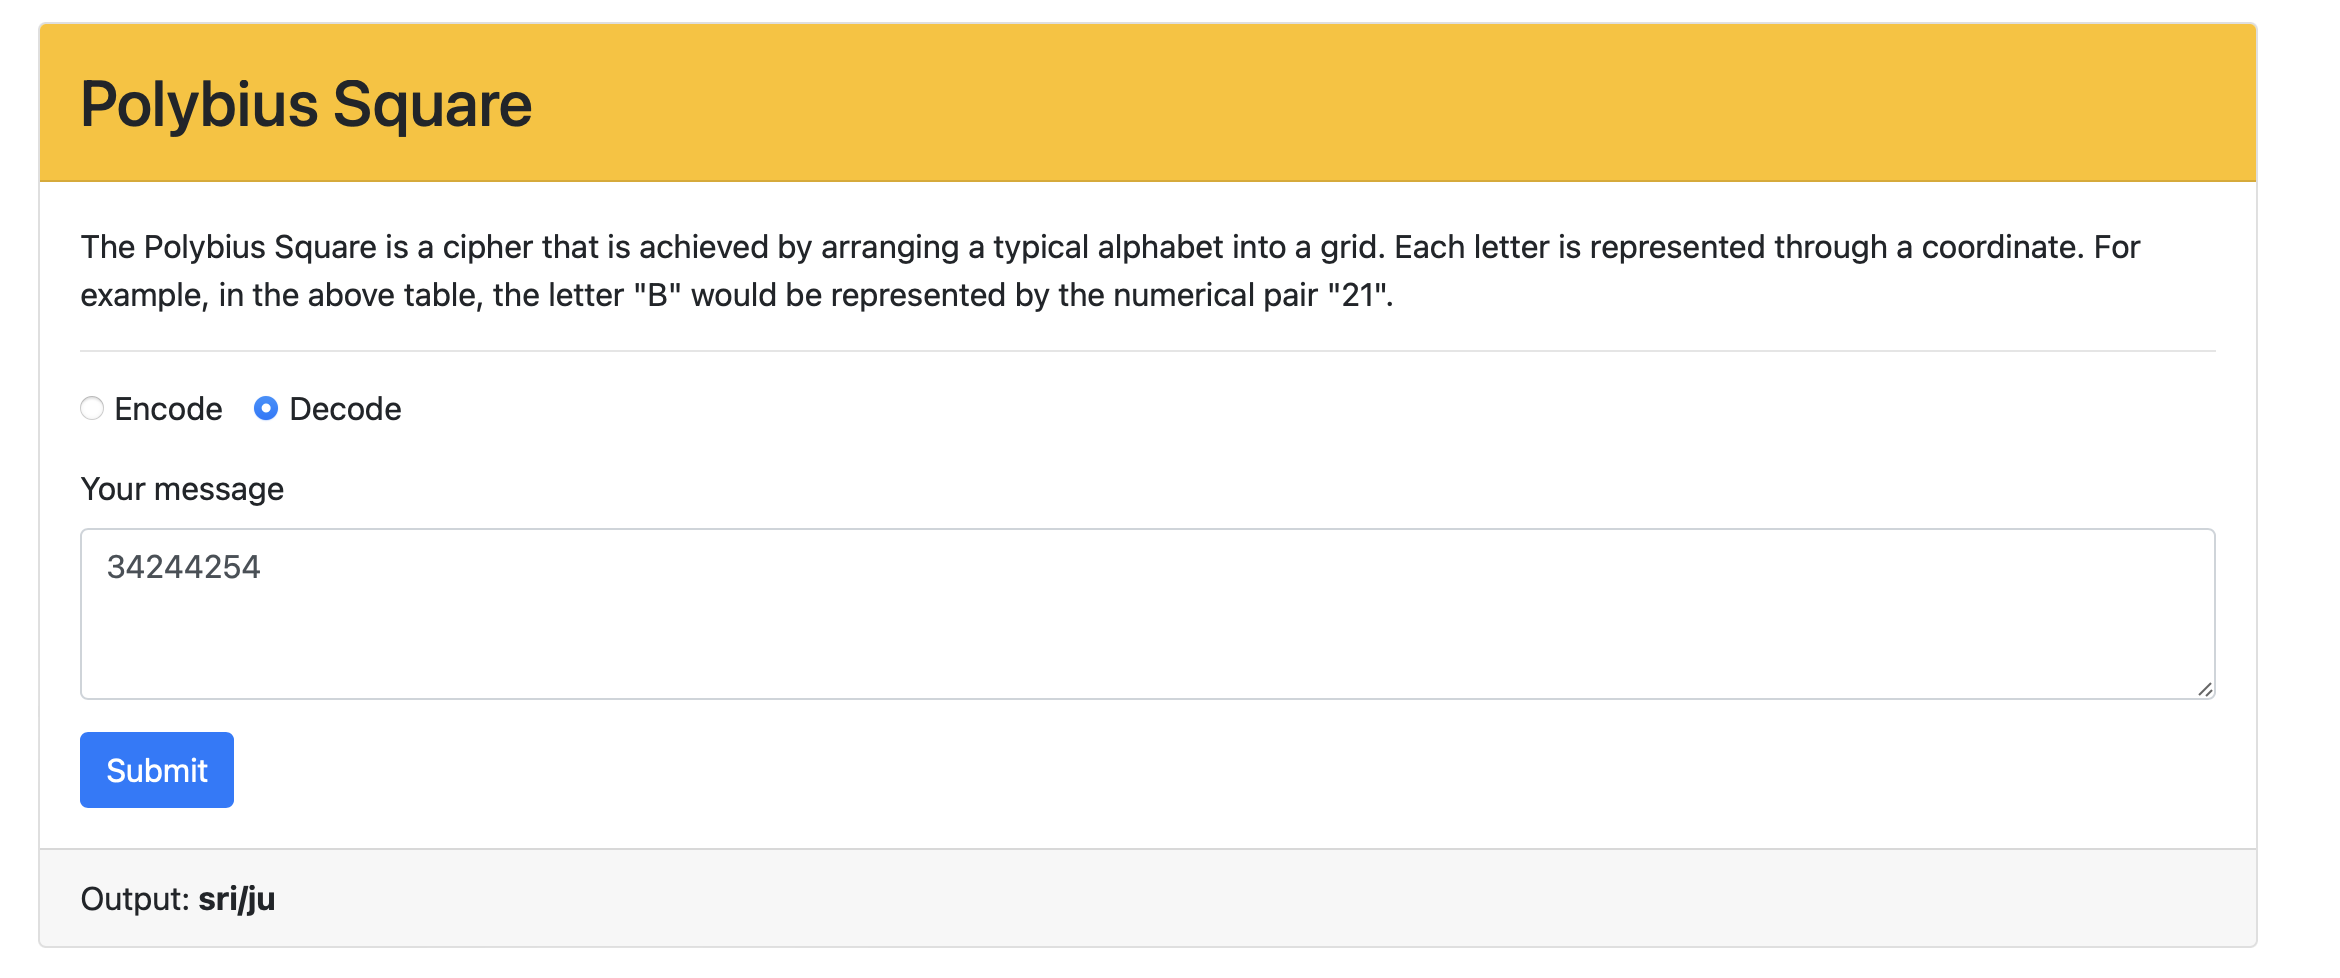 Polybius Square
The Polybius Square is a cipher that is achieved by arranging a typical alphabet into a grid. Each letter is represented through a coordinate. For
example, in the above table, the letter "B" would be represented by the numerical pair "21".
Encode Decode
Your message
34244254
Submit
Output: sri/ju